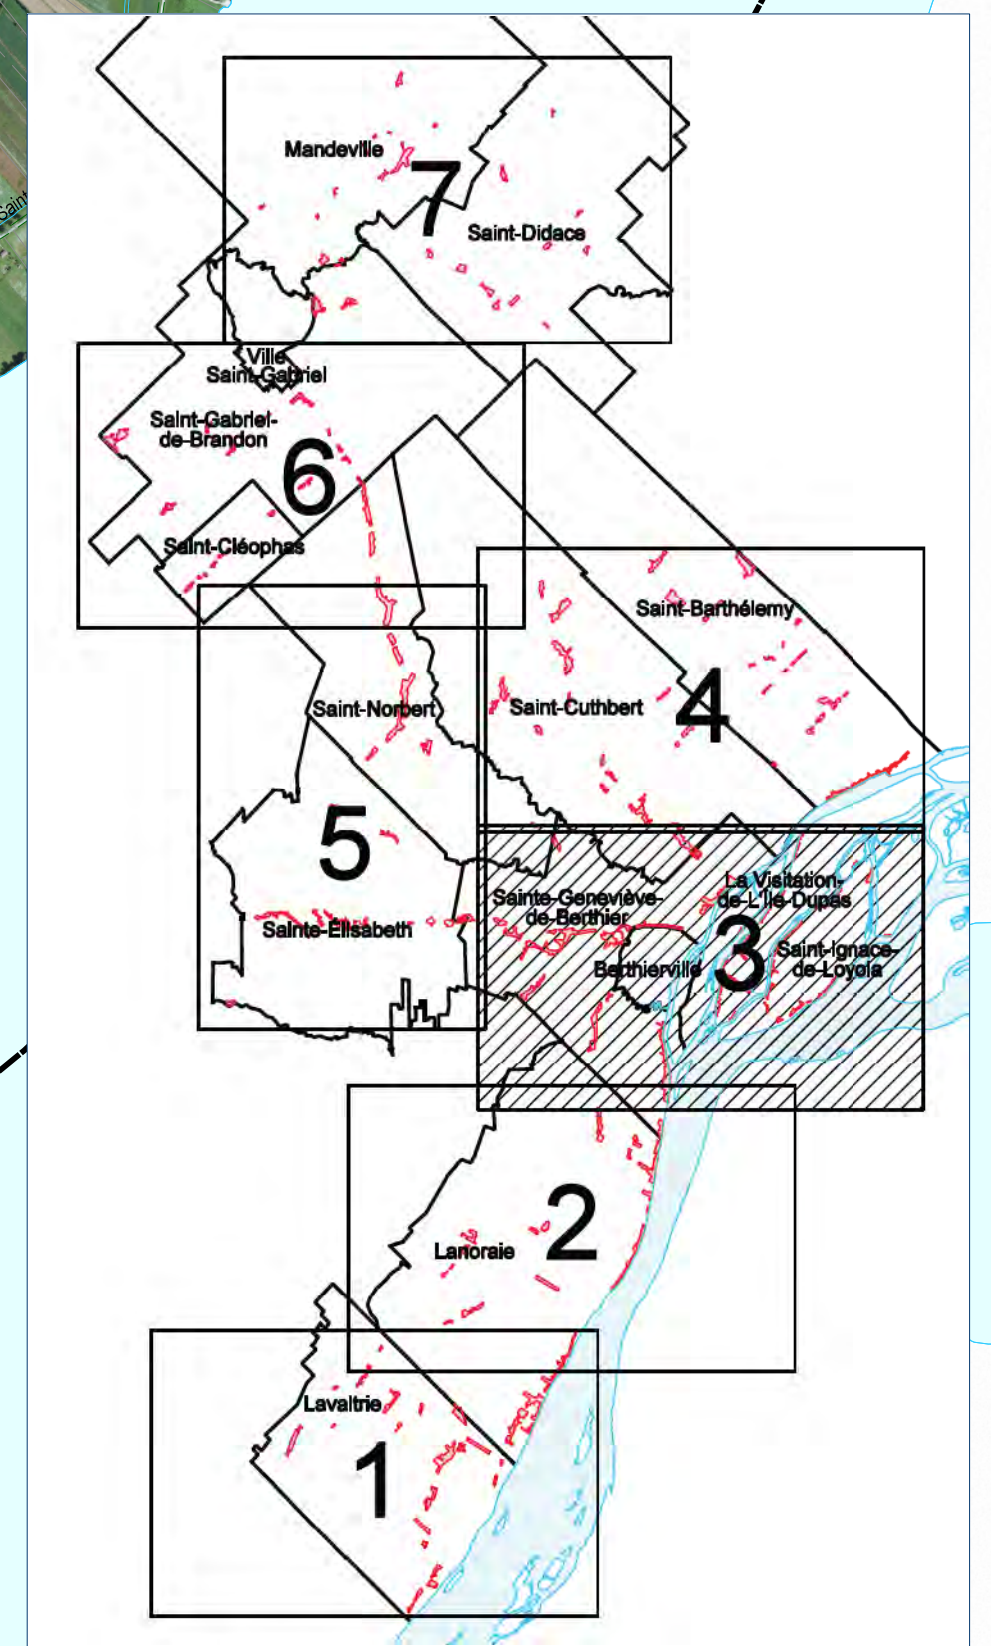 Saint
Mandeville
7
Saint-Didace
Ville
Saint-Gabriel
Saint-Gabriel-
de-Brandon
6
Saint-Cléophas
Saint-Barthélemy
Saint-Norbert
Saint-Cuthbert
4
5
Sainte-Élisabeth
Sainte-Geneviève-
de-Berthier
La Visitation-
de-L'Île-Dupas
Berthierville
3
Saint-Ignace-
de-Loyola
2
Lanoraie
Lavaltrie
1